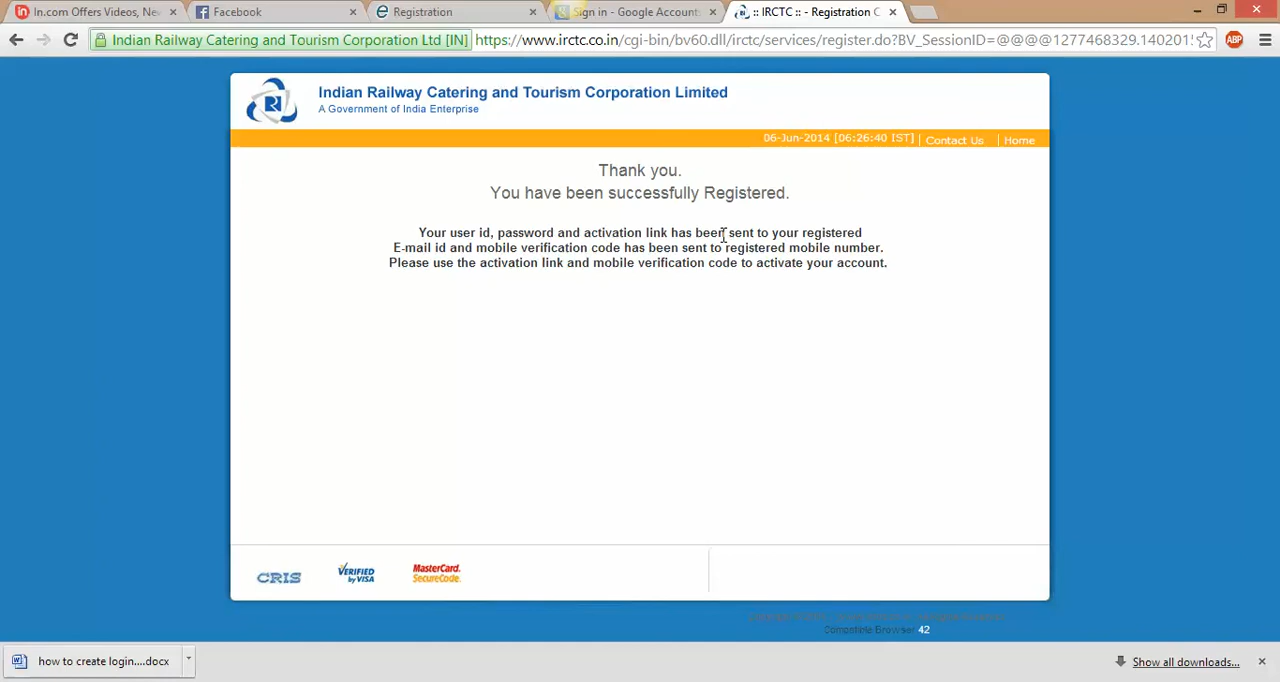 In.com Offers Videos, Ne
Facebook
Registration
Sign in - Google Account
:: IRCTC :: - Registration C
Indian Railway Catering and Tourism Corporation Ltd [IN]
https://www.irctc.co.in/cgi-bin/bv60.dll/irctc/services/register.do?BV_SessionID=@@@@1277468329.140201
ABP
Indian Railway Catering and Tourism Corporation Limited
A Government of India Enterprise
06-Jun-2014 [06:26:40 IST] | Contact Us | Home
Thank you.
You have been successfully Registered.
Your user id, password and activation link has been sent to your registered
E-mail id and mobile verification code has been sent to registered mobile number.
Please use the activation link and mobile verification code to activate your account.
CRIS
VERIFIED
by VISA
MasterCard.
SecureCode.
Compatible Browser 42
how to create login....docx
Show all downloads...